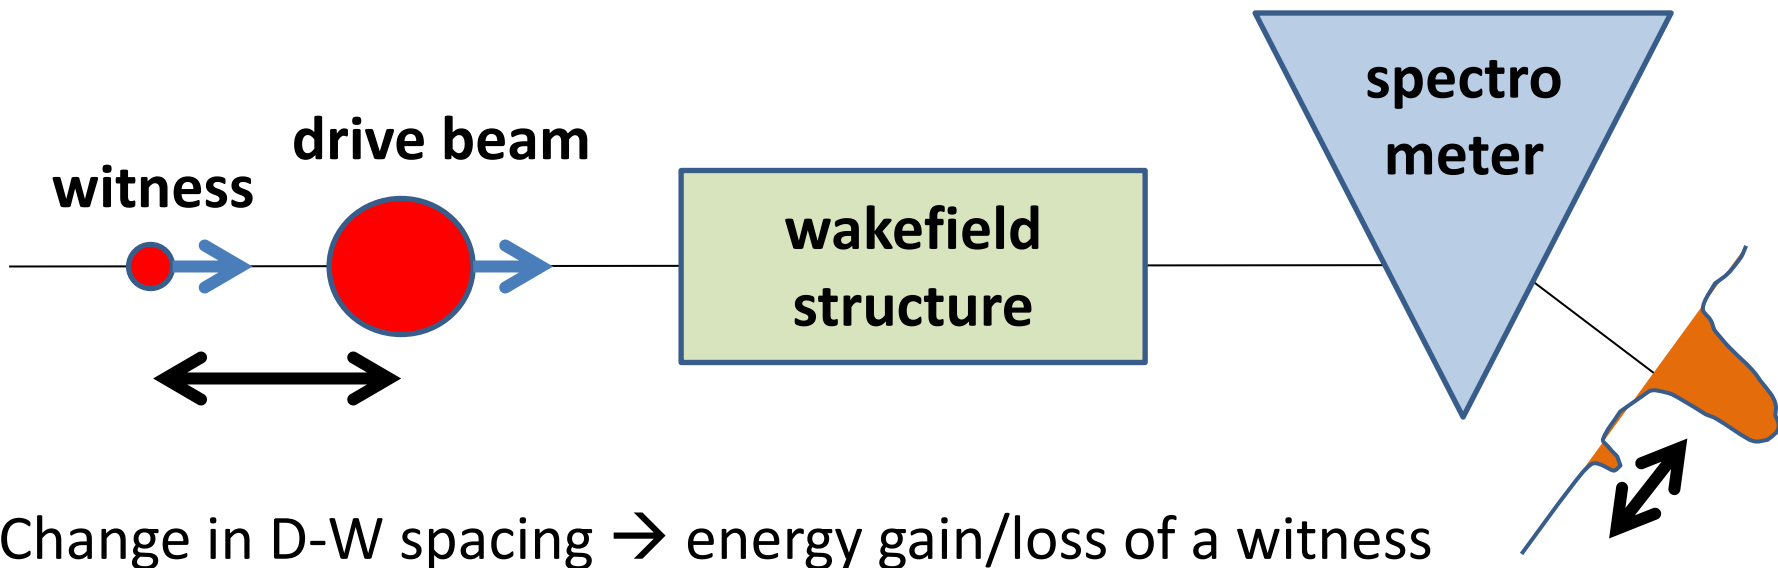 witness
drive beam
wakefield
structure
spectro
meter
Change in D-W spacing → energy gain/loss of a witness